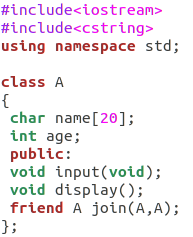 #include<iostream>
#include<cstring>
using namespace std;

class A
{
 char name[20];
 int age;
 public:
 void input(void);
 void display();
 friend A join(A,A);
};